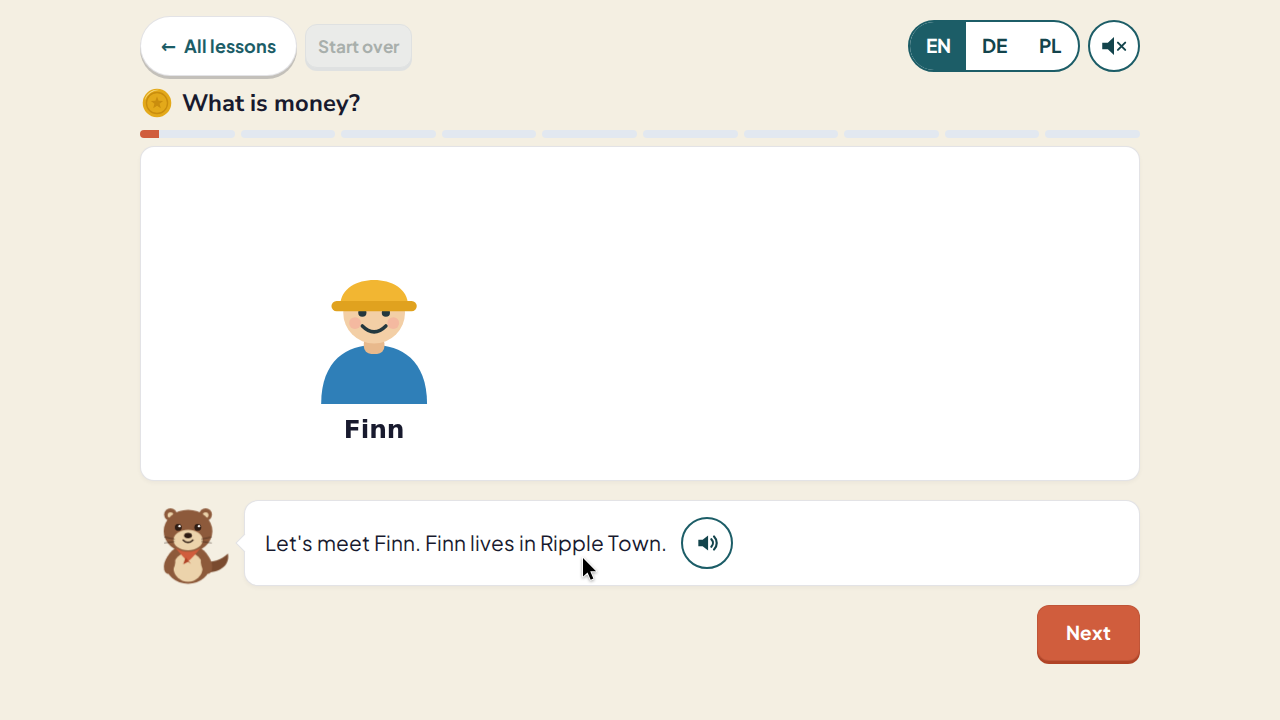 ← All lessons
Start over
EN DE PL
What is money?
Finn
Let's meet Finn. Finn lives in Ripple Town.
Next